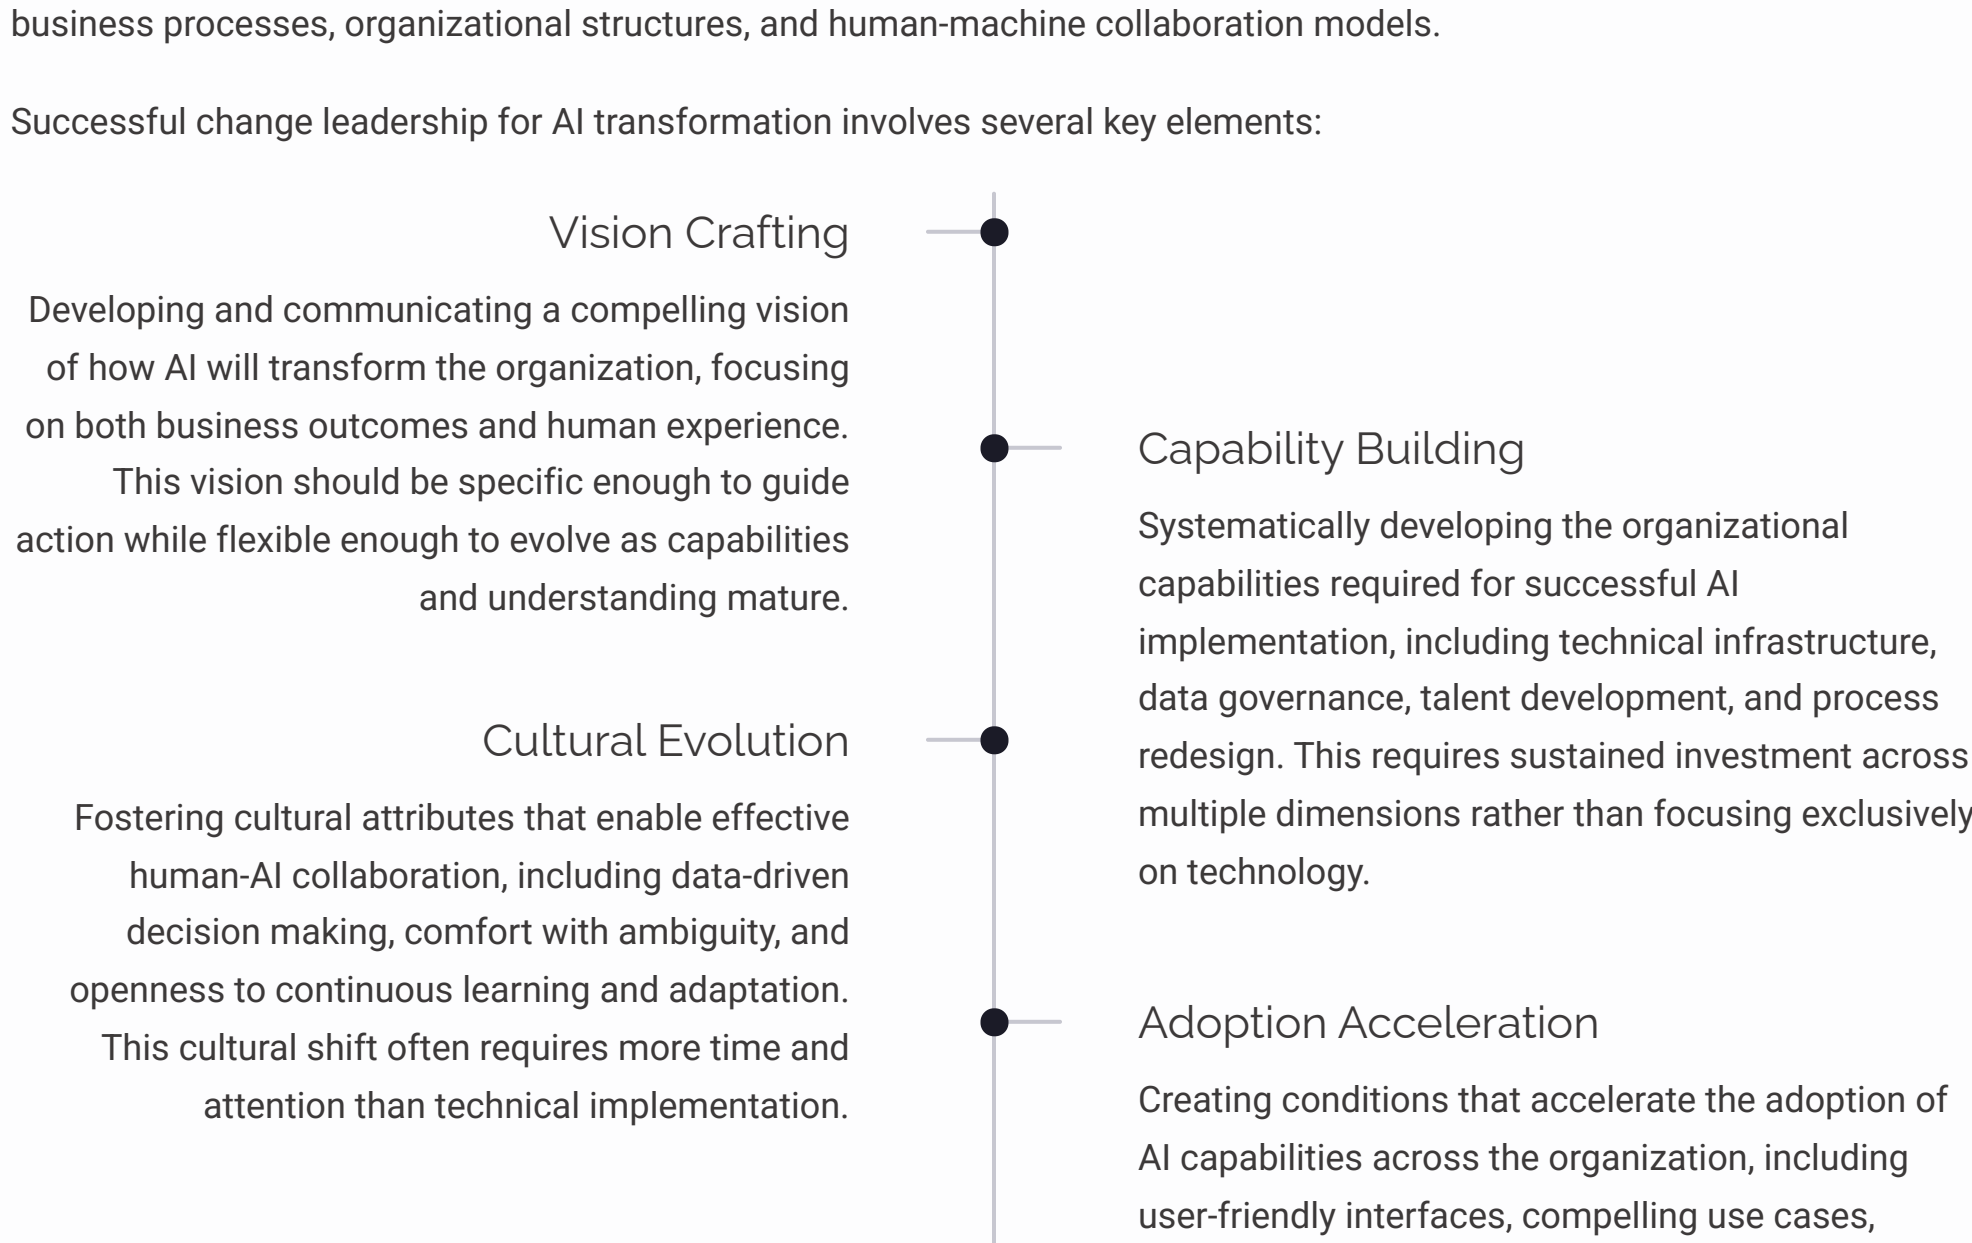 business processes, organizational structures, and human-machine collaboration models.
Successful change leadership for AI transformation involves several key elements:
Vision Crafting
Developing and communicating a compelling vision
of how AI will transform the organization, focusing
on both business outcomes and human experience.
This vision should be specific enough to guide
action while flexible enough to evolve as capabilities
and understanding mature.
Capability Building
Systematically developing the organizational
capabilities required for successful AI
implementation, including technical infrastructure,
data governance, talent development, and process
redesign. This requires sustained investment across
multiple dimensions rather than focusing exclusively
on technology.
Cultural Evolution
Fostering cultural attributes that enable effective
human-AI collaboration, including data-driven
decision making, comfort with ambiguity, and
openness to continuous learning and adaptation.
This cultural shift often requires more time and
attention than technical implementation.
Adoption Acceleration
Creating conditions that accelerate the adoption of
AI capabilities across the organization, including
user-friendly interfaces, compelling use cases,